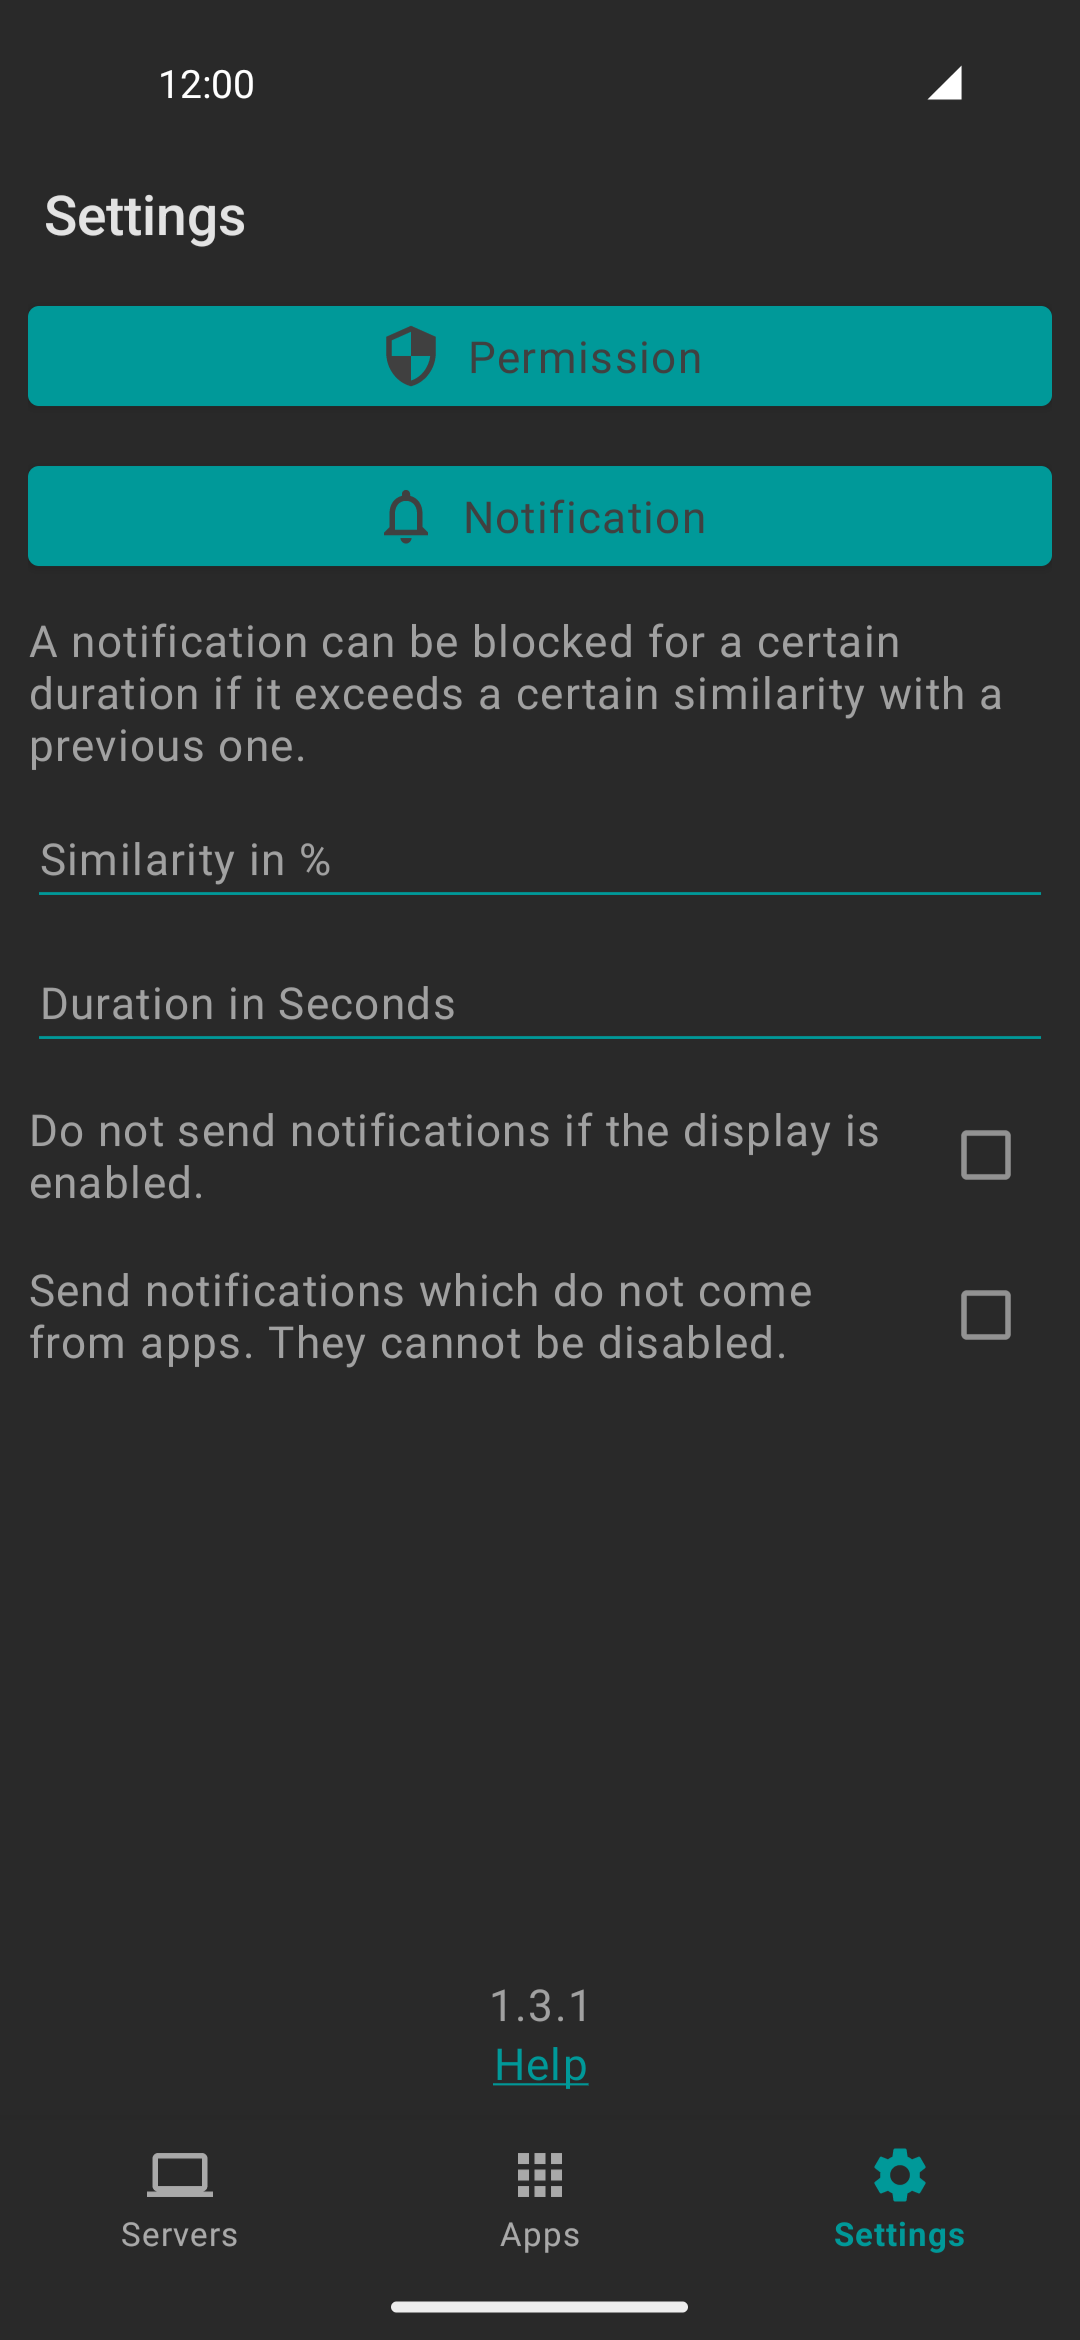 12:00
Settings
Permission
Notification
A notification can be blocked for a certain
duration if it exceeds a certain similarity with a
previous one.
Similarity in %
Duration in Seconds
Do not send notifications if the display is
enabled.
Send notifications which do not come
from apps. They cannot be disabled.
1.3.1
Help
Servers
Apps
Settings